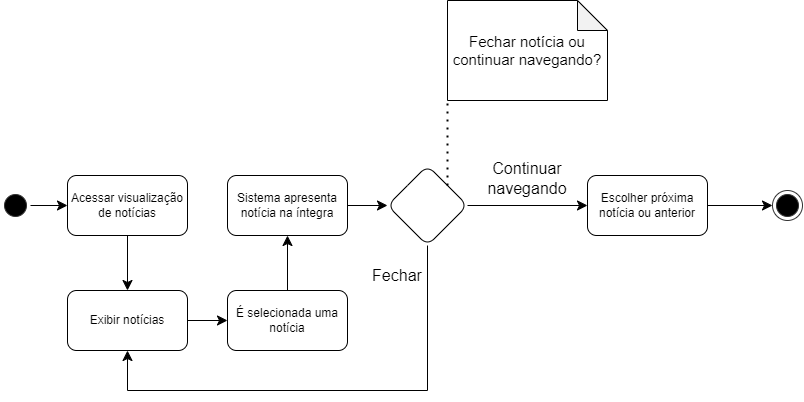 Fechar notícia ou
continuar navegando?
Continuar
navegando
Acessar visualização
de notícias
Sistema apresenta
notícia na íntegra
Escolher próxima
notícia ou anterior
Fechar
Exibir notícias
É selecionada uma
notícia